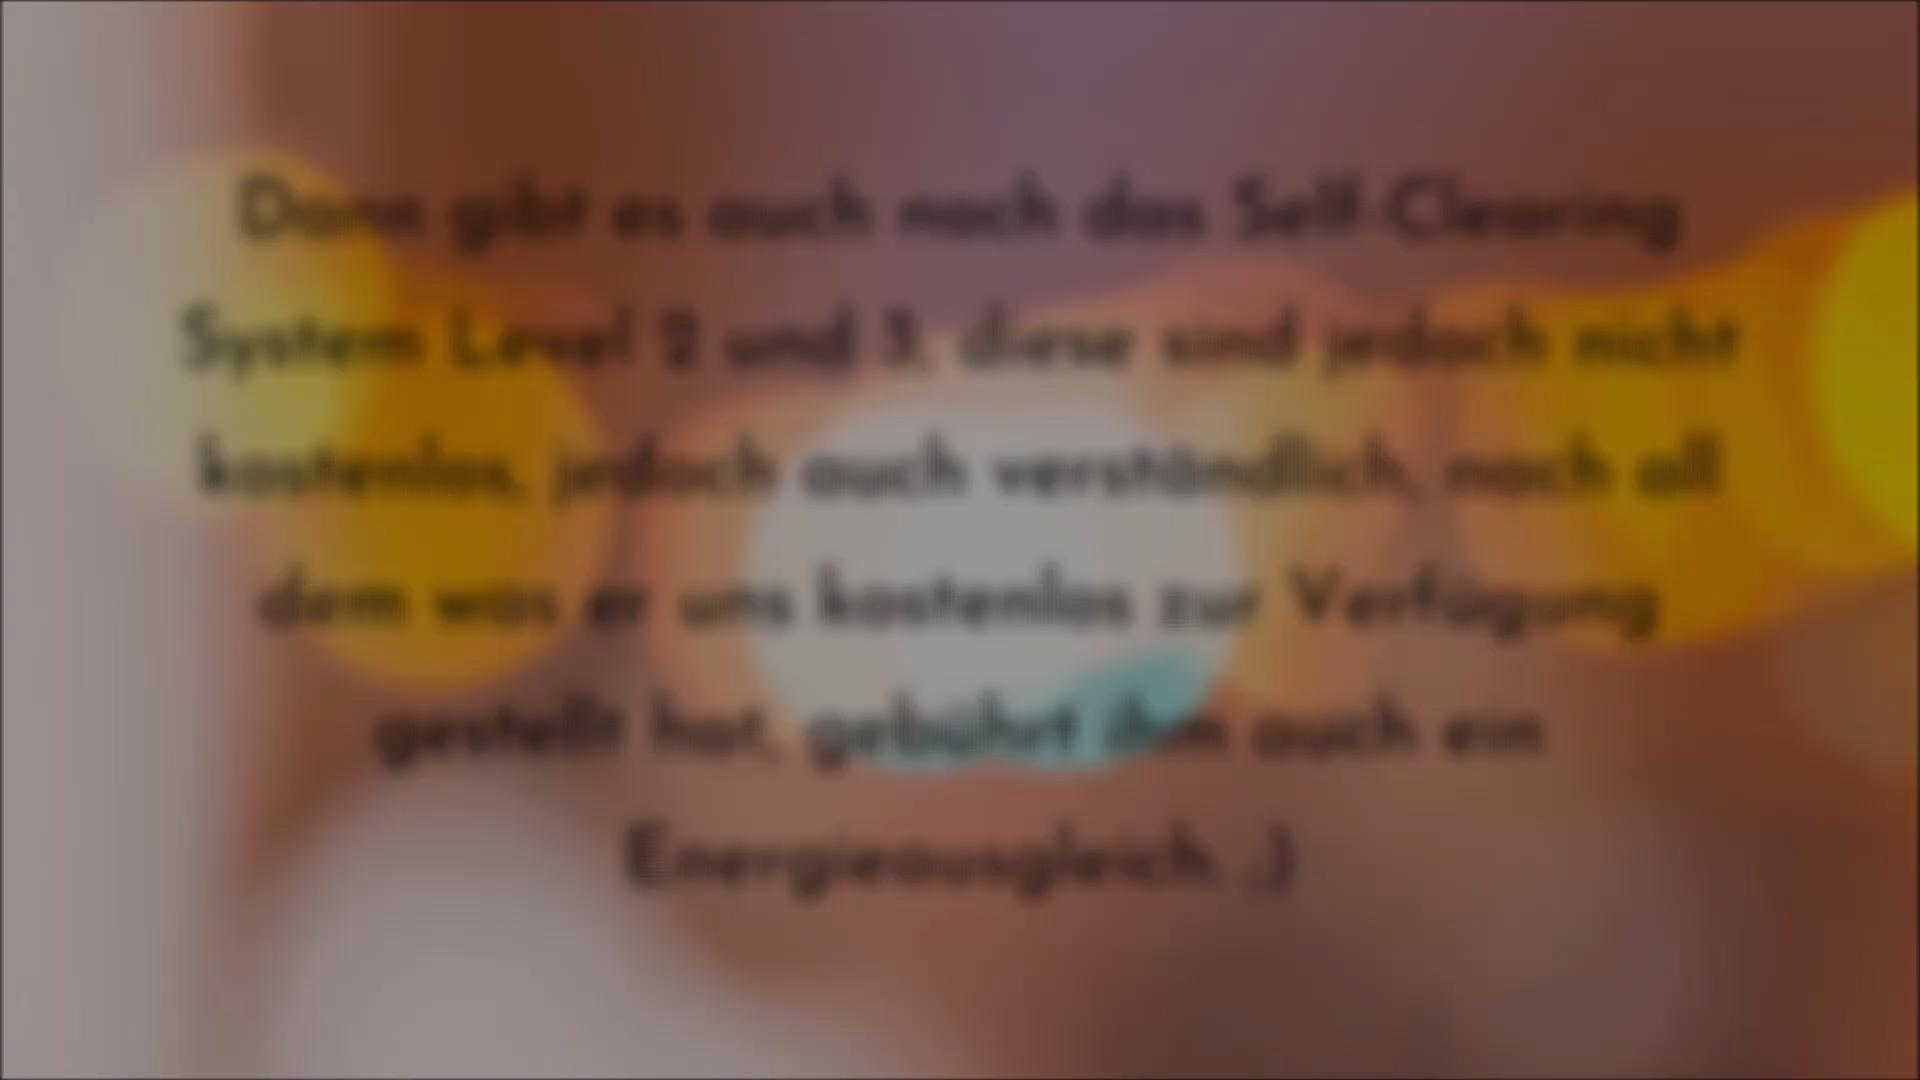 Dann gibt es auch noch das Self-Clearing
System Level 2 und 3, diese sind jedoch nicht
kostenlos, jedoch auch verständlich, nach all
dem was er uns kostenlos zur Verfügung
gestellt hat, gebührt ihm auch ein
Energieausgleich. ;)